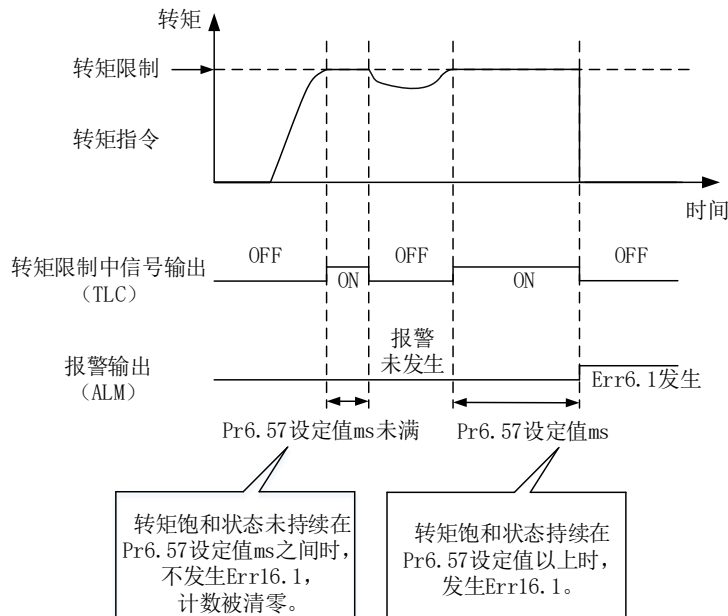 转矩
转矩限制
转矩指令
时间
转矩限制中信号输出
（TLC）
OFF
ON
OFF
ON
OFF
报警输出
（ALM）
报警
未发生
Err6.1发生
Pr6.57设定值ms未满
Pr6.57设定值ms
转矩饱和状态未持续在
Pr6.57设定值ms之间时，
不发生Err16.1，
计数被清零。
转矩饱和状态持续在
Pr6.57设定值以上时，
发生Err16.1。